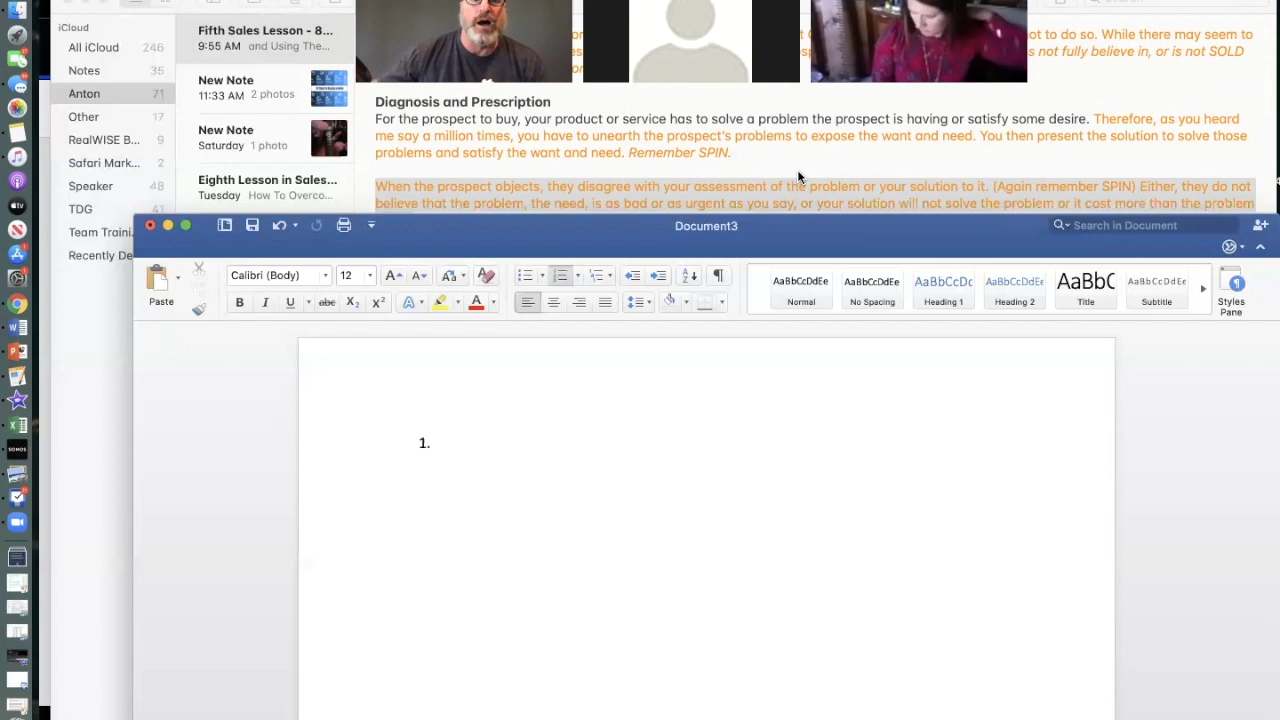 iCloud
All iCloud 246
Notes 35
Anton 71
Other 17
RealWISE B... 9
Safari Mark... 2
Speaker 48
TDG 41
Team Traini...
Recently De
Fifth Sales Lesson - 8...
9:55 AM and Using The...
New Note
11:33 AM 2 photos
New Note
Saturday 1 photo
Eighth Lesson in Sales...
Tuesday How To Overco...
not to do so. While there may seem to
s not fully believe in, or is not SOLD
Diagnosis and Prescription
For the prospect to buy, your product or service has to solve a problem the prospect is having or satisfy some desire. Therefore, as you heard
me say a million times, you have to unearth the prospect's problems to expose the want and need. You then present the solution to solve those
problems and satisfy the want and need. Remember SPIN.
When the prospect objects, they disagree with your assessment of the problem or your solution to it. (Again remember SPIN) Either, they do not
believe that the problem, the need, is as bad or as urgent as you say, or your solution will not solve the problem or it cost more than the problem
Document3
Search in Document
Paste
Calibri (Body) 12
A A Aa A
B I U abc X2 X2 A A
AaBbCcDdEe AaBbCcDdEe AaBbCcDc AaBbCcDdEe AaBbC AaBbCcDdEe
Normal No Spacing Heading 1 Heading 2 Title Subtitle
Styles
Pane
1.
SONOS
tv